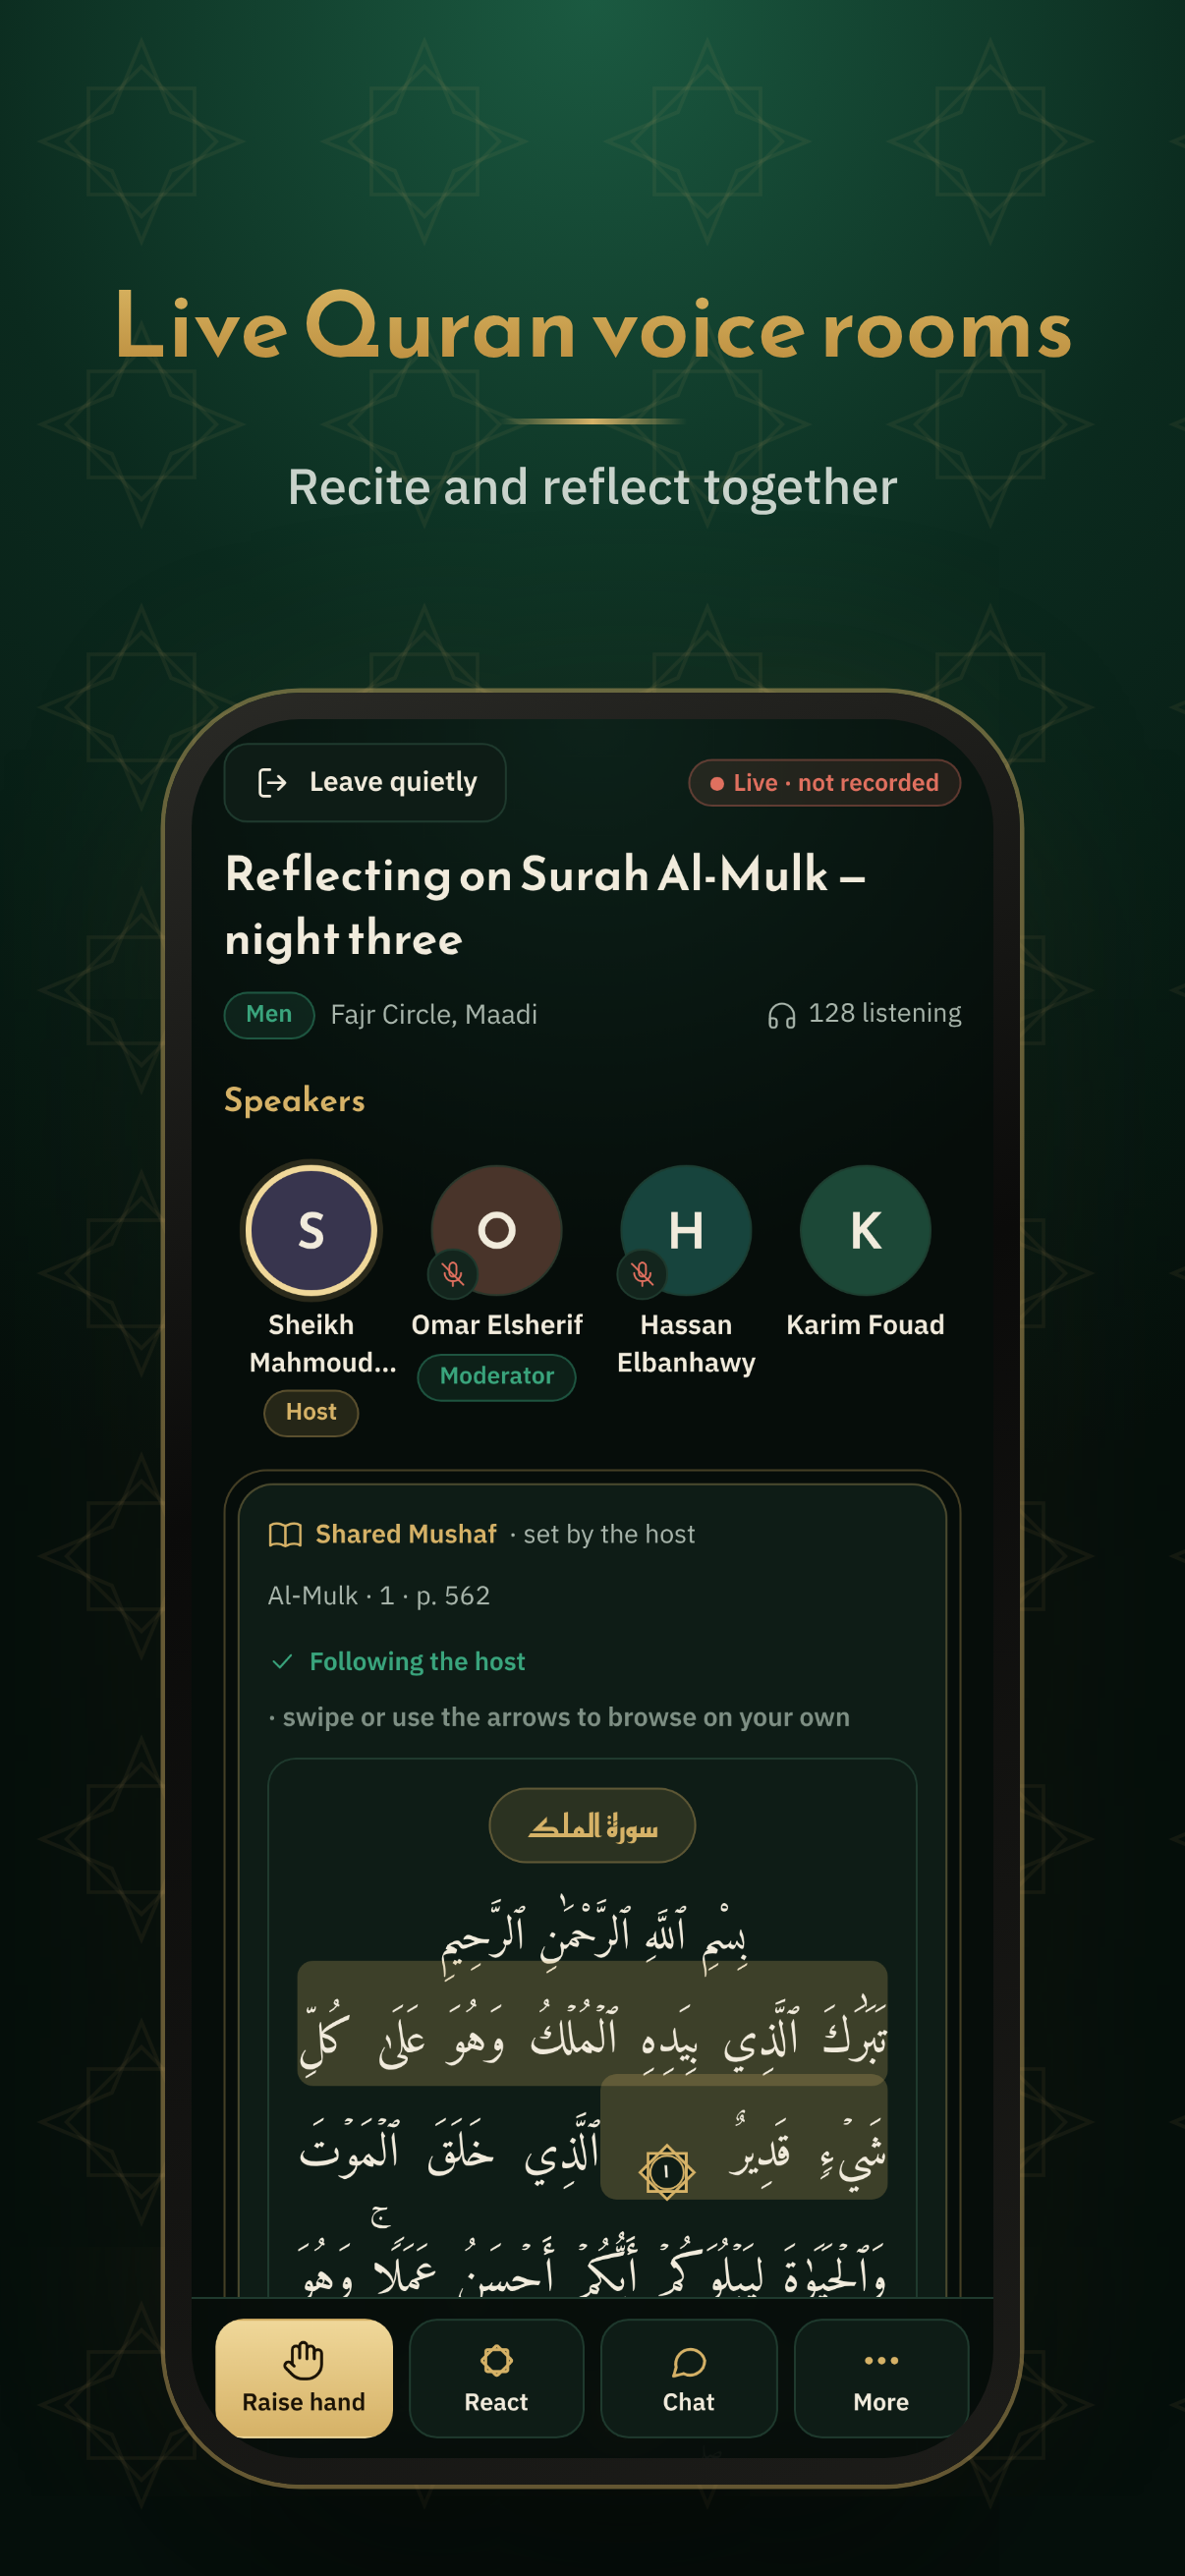 Live Quran voice rooms
Recite and reflect together
Leave quietly
Live · not recorded
Reflecting on Surah Al-Mulk –
night three
Men
Fajr Circle, Maadi
128 listening
Speakers
S
O
H
K
Sheikh
Mahmoud...
Host
Omar Elsherif
Moderator
Hassan
Elbanhawy
Karim Fouad
Shared Mushaf · set by the host
Al-Mulk · 1 · p. 562
Following the host
· swipe or use the arrows to browse on your own
سورة الملك
بِسْمِ ٱللَّهِ ٱلرَّحْمَٰنِ ٱلرَّحِيمِ
تَبَٰرَكَ ٱلَّذِي بِيَدِهِ ٱلْمُلْكُ وَهُوَ عَلَىٰ كُلِّ
شَيْءٍ قَدِيرٌ ١ ٱلَّذِي خَلَقَ ٱلْمَوْتَ
وَٱلْحَيَوٰةَ لِيَبْلُوَكُمْ أَيُّكُمْ أَحْسَنُ عَمَلًا ۚ وَهُوَ
Raise hand
React
Chat
More